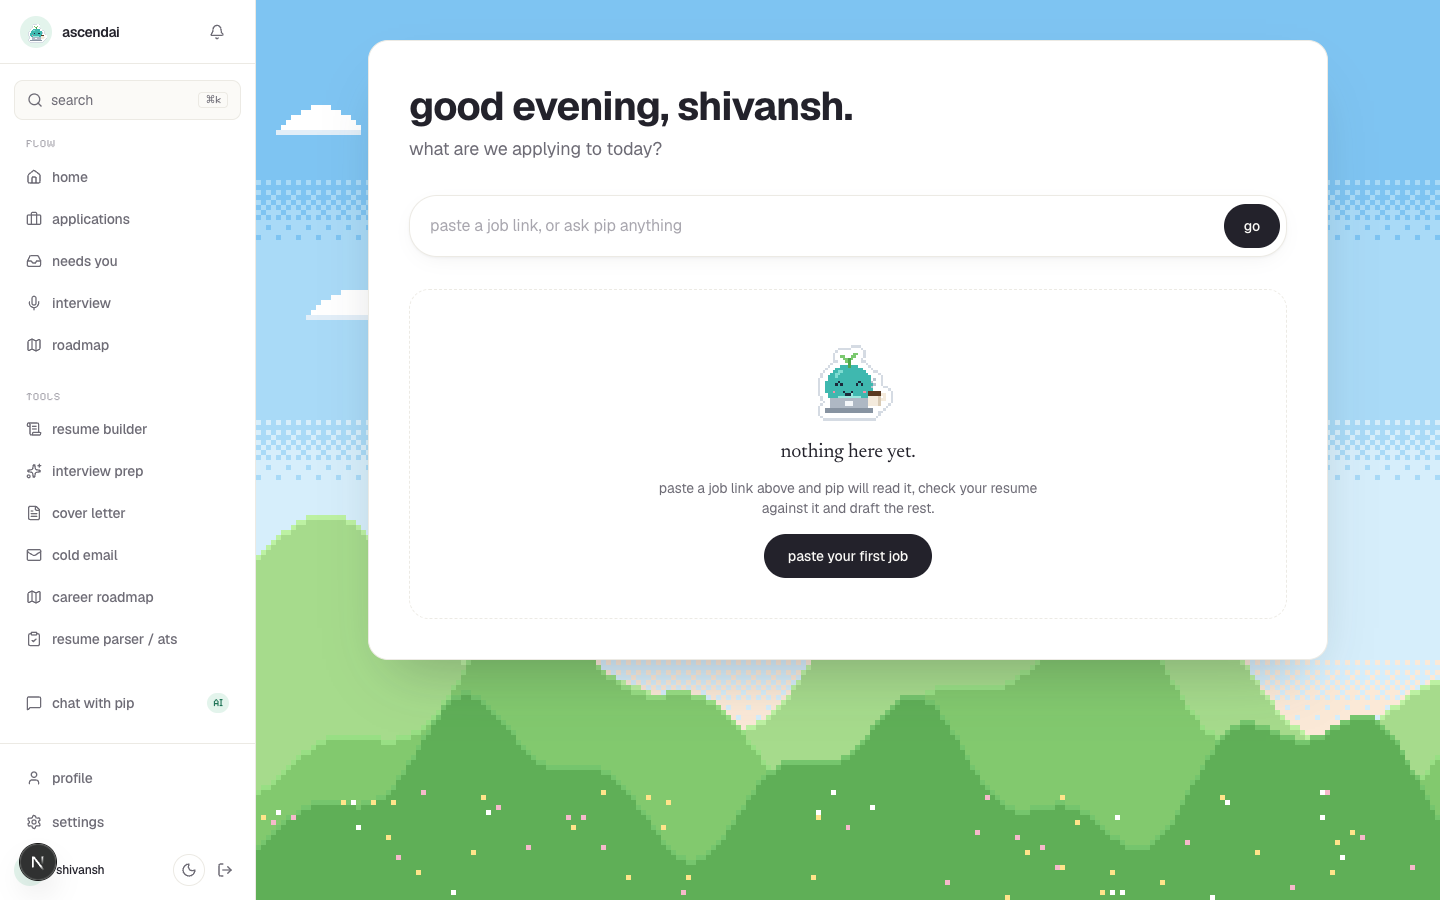 ascendai
search
⌘k
FLOW
home
applications
needs you
interview
roadmap
TOOLS
resume builder
interview prep
cover letter
cold email
career roadmap
resume parser / ats
chat with pip
AI
profile
settings
N
shivansh
good evening, shivansh.
what are we applying to today?
paste a job link, or ask pip anything
go
nothing here yet.
paste a job link above and pip will read it, check your resume
against it and draft the rest.
paste your first job